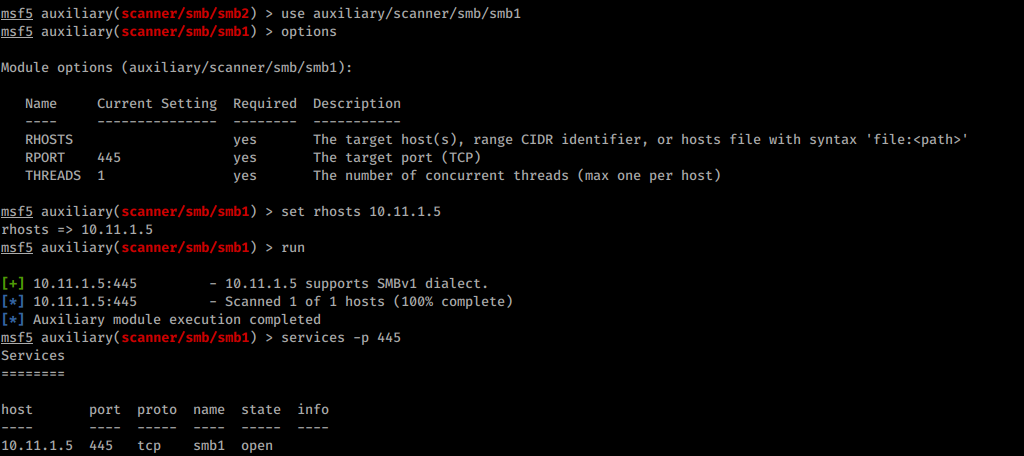 msf5 auxiliary(scanner/smb/smb2) > use auxiliary/scanner/smb/smb1
msf5 auxiliary(scanner/smb/smb1) > options
Module options (auxiliary/scanner/smb/smb1):
Name     Current Setting  Required  Description
----     ---------------  --------  -----------
RHOSTS                    yes       The target host(s), range CIDR identifier, or hosts file with syntax 'file:<path>'
RPORT    445              yes       The target port (TCP)
THREADS  1                yes       The number of concurrent threads (max one per host)
msf5 auxiliary(scanner/smb/smb1) > set rhosts 10.11.1.5
rhosts => 10.11.1.5
msf5 auxiliary(scanner/smb/smb1) > run
[+] 10.11.1.5:445         - 10.11.1.5 supports SMBv1 dialect.
[*] 10.11.1.5:445         - Scanned 1 of 1 hosts (100% complete)
[*] Auxiliary module execution completed
msf5 auxiliary(scanner/smb/smb1) > services -p 445
Services
========
host       port  proto  name  state  info
----       ----  -----  ----  -----  ----
10.11.1.5  445   tcp    smb1  open